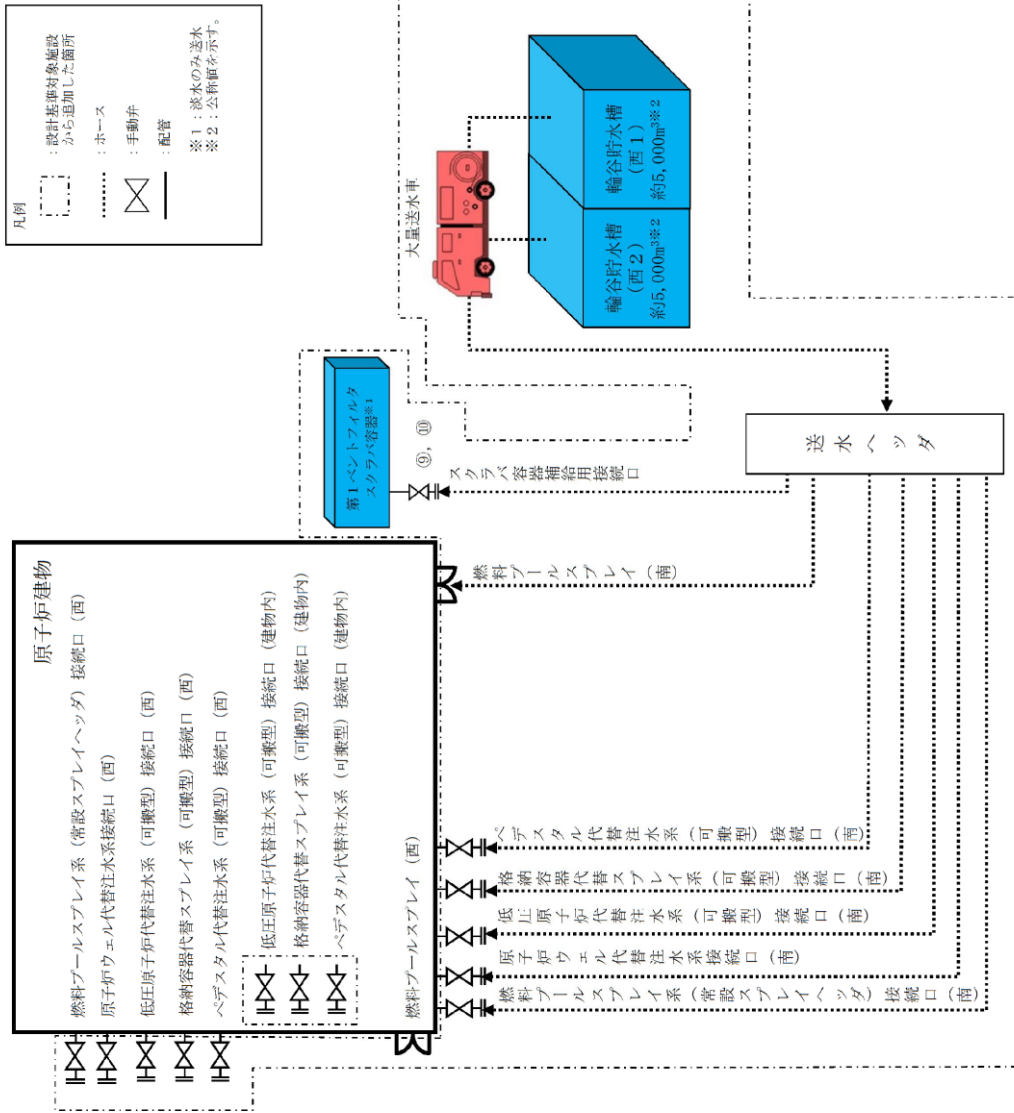 凡例
：設計基準対象施設
から追加した箇所
：ホース
：手動弁
：配管
※1：淡水のみ送水
※2：公称値を示す。
原子炉建物
燃料プールスプレイ系（常設スプレイヘッダ）接続口（西）
原子炉ウェル代替注水系接続口（西）
低圧原子炉代替注水系（可搬型）接続口（西）
格納容器代替スプレイ系（可搬型）接続口（西）
ペデスタル代替注水系（可搬型）接続口（西）
低圧原子炉代替注水系（可搬型）接続口（建物内）
格納容器代替スプレイ系（可搬型）接続口（建物内）
ペデスタル代替注水系（可搬型）接続口（建物内）
燃料プールスプレイ（西）
第1ベントフィルタ
スクラバ容器※1
⑨，⑩
スクラバ容器補給用接続口
大量送水車
輪谷貯水槽
（西1）
約5,000m³※2
輪谷貯水槽
（西2）
約5,000m³※2
送水ヘッダ
燃料プールスプレイ（南）
ペデスタル代替注水系（可搬型）接続口（南）
格納容器代替スプレイ系（可搬型）接続口（南）
低圧原子炉代替注水系（可搬型）接続口（南）
原子炉ウェル代替注水系接続口（南）
燃料プールスプレイ系（常設スプレイヘッダ）接続口（南）